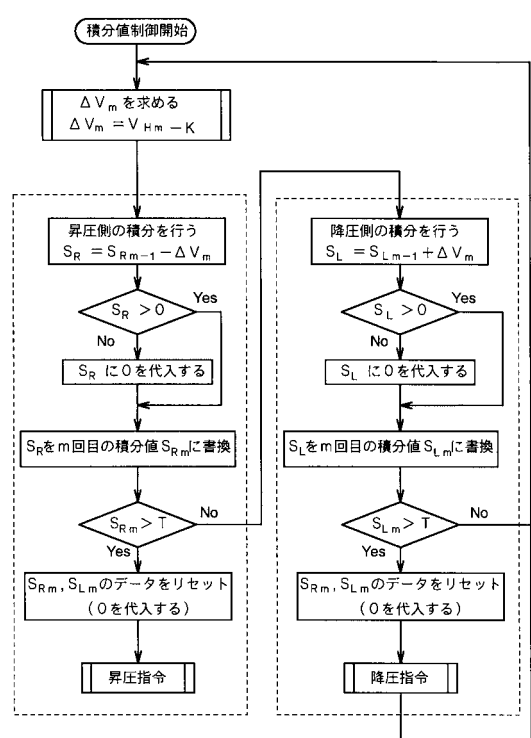 積分値制御開始
ΔVmを求める
ΔVm＝VHm－K
昇圧側の積分を行う
SR＝SRm-1－ΔVm
SR＞0
Yes
No
SRに0を代入する
SRをm回目の積分値SRmに書換
SRm＞T
No
Yes
SRm,SLmのデータをリセット
(0を代入する)
昇圧指令
降圧側の積分を行う
SL＝SLm-1＋ΔVm
SL＞0
Yes
No
SLに0を代入する
SLをm回目の積分値SLmに書換
SLm＞T
No
Yes
SRm,SLmのデータをリセット
(0を代入する)
降圧指令